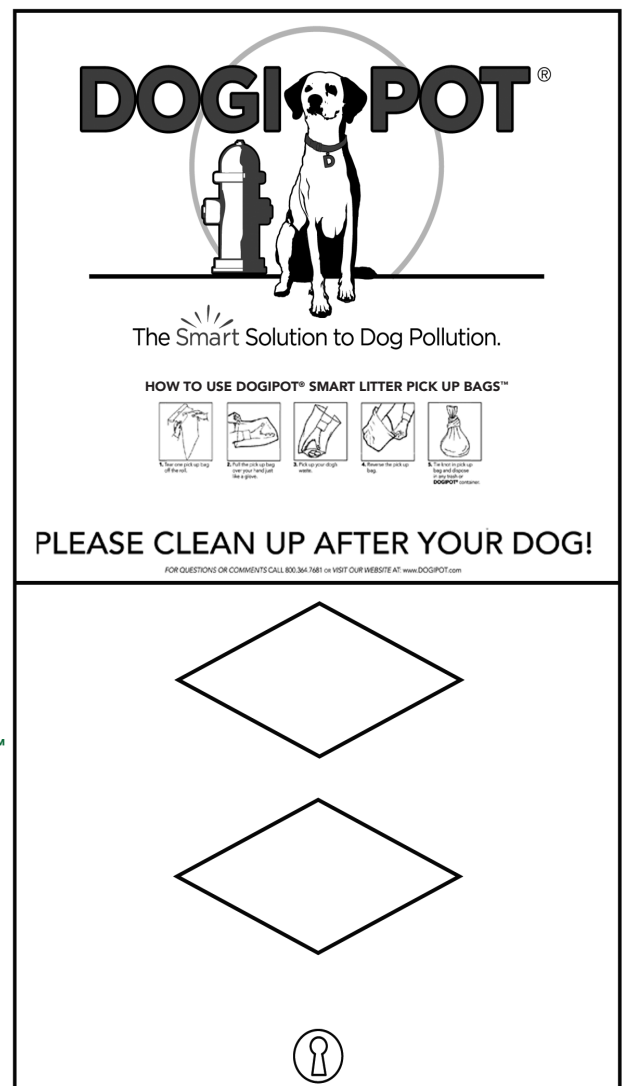 DOGIPOT®
D
The Smart Solution to Dog Pollution.
HOW TO USE DOGIPOT® SMART LITTER PICK UP BAGS™
1. Tear one pick up bag
off the roll.
2. Pull the pick up bag
over your hand just
like a glove.
3. Pick up your dog's
waste.
4. Reverse the pick up
bag.
5. Tie knot in pick up
bag and dispose
in any trash or
DOGIPOT® container.
PLEASE CLEAN UP AFTER YOUR DOG!
FOR QUESTIONS OR COMMENTS CALL 800.364.7681 OR VISIT OUR WEBSITE AT: www.DOGIPOT.com